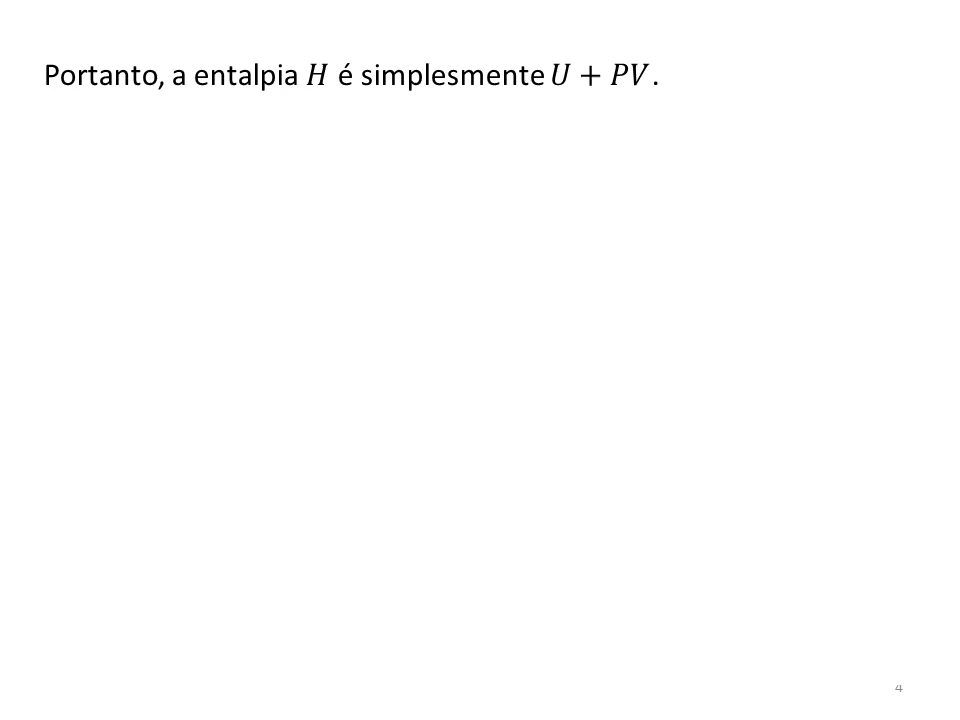 Portanto, a entalpia 𝐻 é simplesmente 𝑈 + 𝑃𝑉.
4